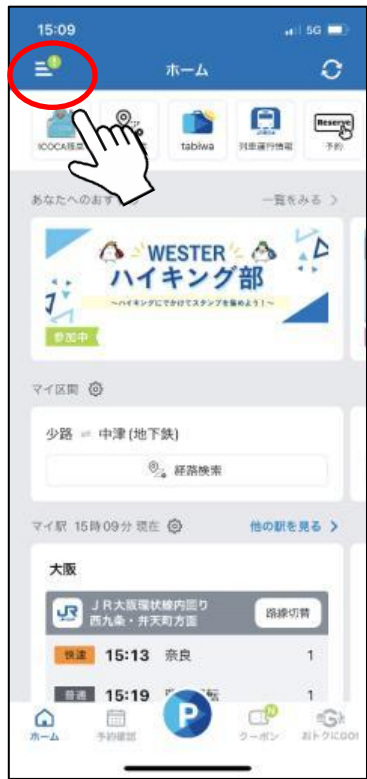 15:09
5G
ホーム
tabiwa
列車運行情報
Reserve
予約
あなたへのおす
一覧をみる >
WESTER
ハイキング部
～ハイキングにでかけてスタンプを集めよう！～
参加中
マイ区間
少路 ⇌ 中津(地下鉄)
経路検索
マイ駅 15時09分 現在
他の駅を見る >
大阪
JR
JR大阪環状線内回り
西九条・弁天町方面
路線切替
快速 15:13 奈良 1
普通 15:19 1
P
N
ホーム
予約確認
クーポン
おトクにGO!